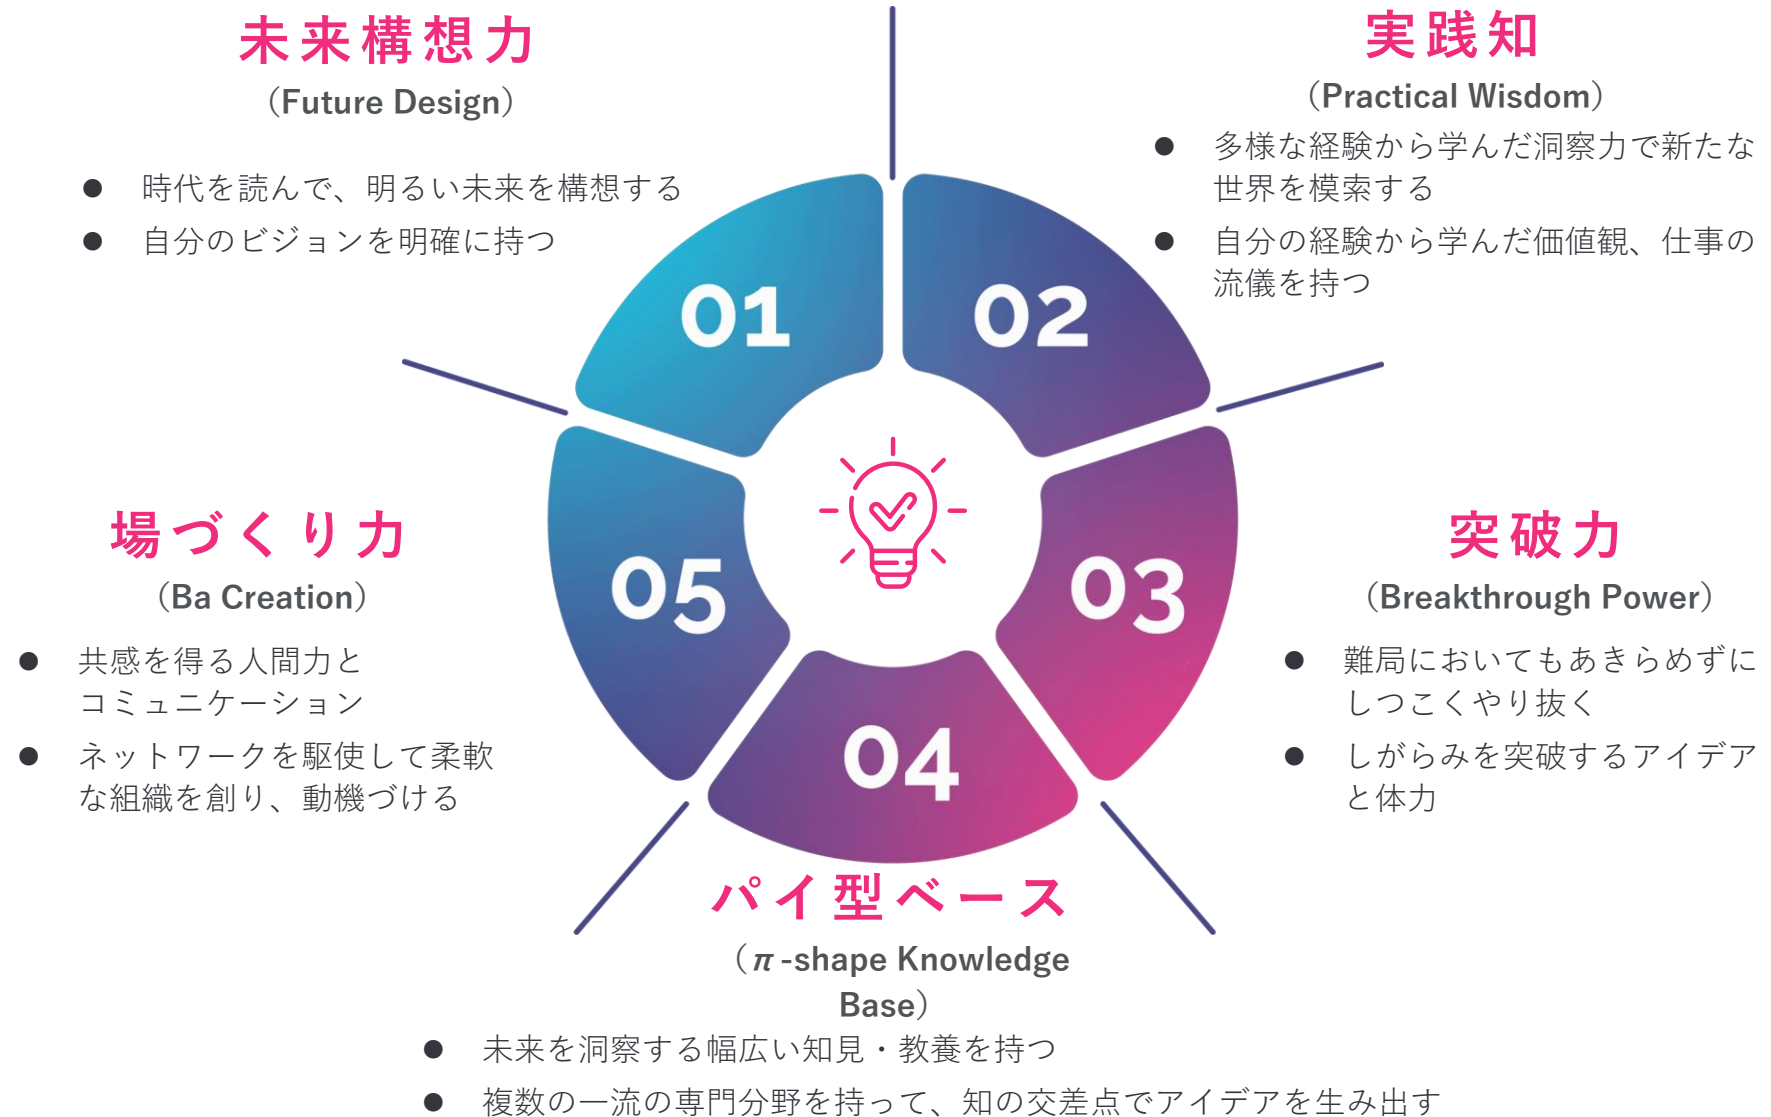 未来構想力
（Future Design）
● 時代を読んで、明るい未来を構想する
● 自分のビジョンを明確に持つ
実践知
（Practical Wisdom）
● 多様な経験から学んだ洞察力で新たな
世界を模索する
● 自分の経験から学んだ価値観、仕事の
流儀を持つ
01
02
03
04
05
突破力
（Breakthrough Power）
● 難局においてもあきらめずに
しつこくやり抜く
● しがらみを突破するアイデア
と体力
パイ型ベース
（π-shape Knowledge
Base）
● 未来を洞察する幅広い知見・教養を持つ
● 複数の一流の専門分野を持って、知の交差点でアイデアを生み出す
場づくり力
（Ba Creation）
● 共感を得る人間力と
コミュニケーション
● ネットワークを駆使して柔軟
な組織を創り、動機づける